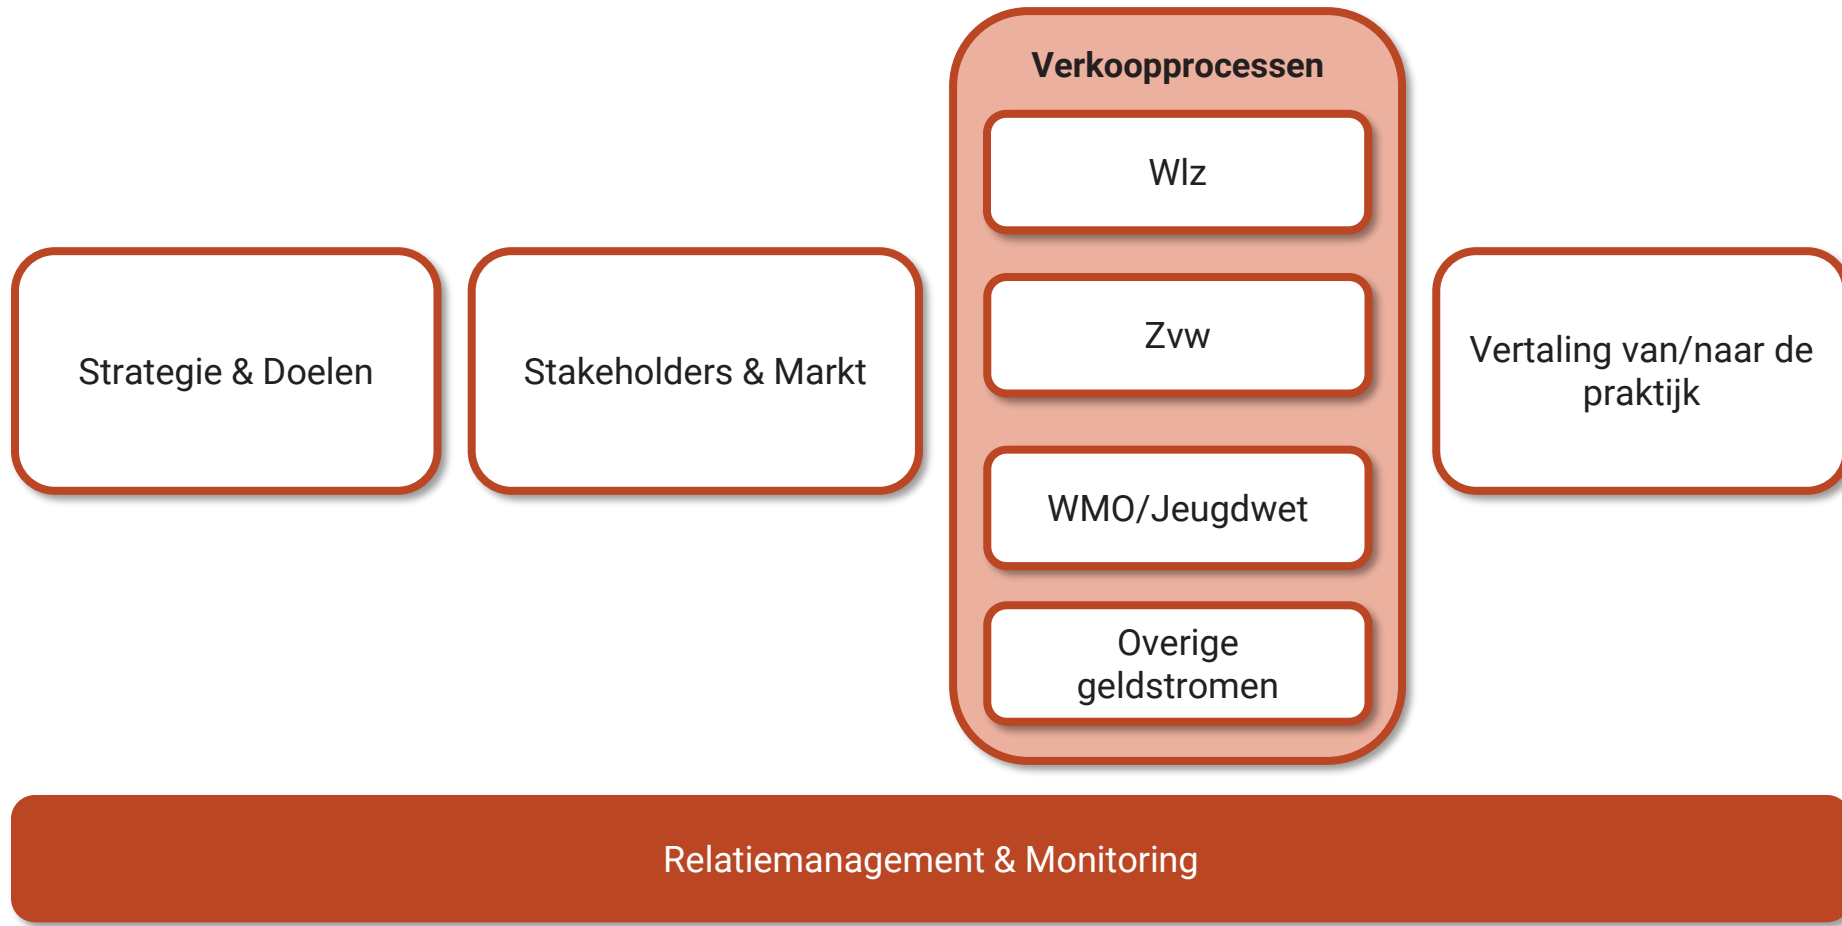 Verkoopprocessen
Wlz
Zvw
WMO/Jeugdwet
Overige
geldstromen
Strategie & Doelen
Stakeholders & Markt
Vertaling van/naar de
praktijk
Relatiemanagement & Monitoring